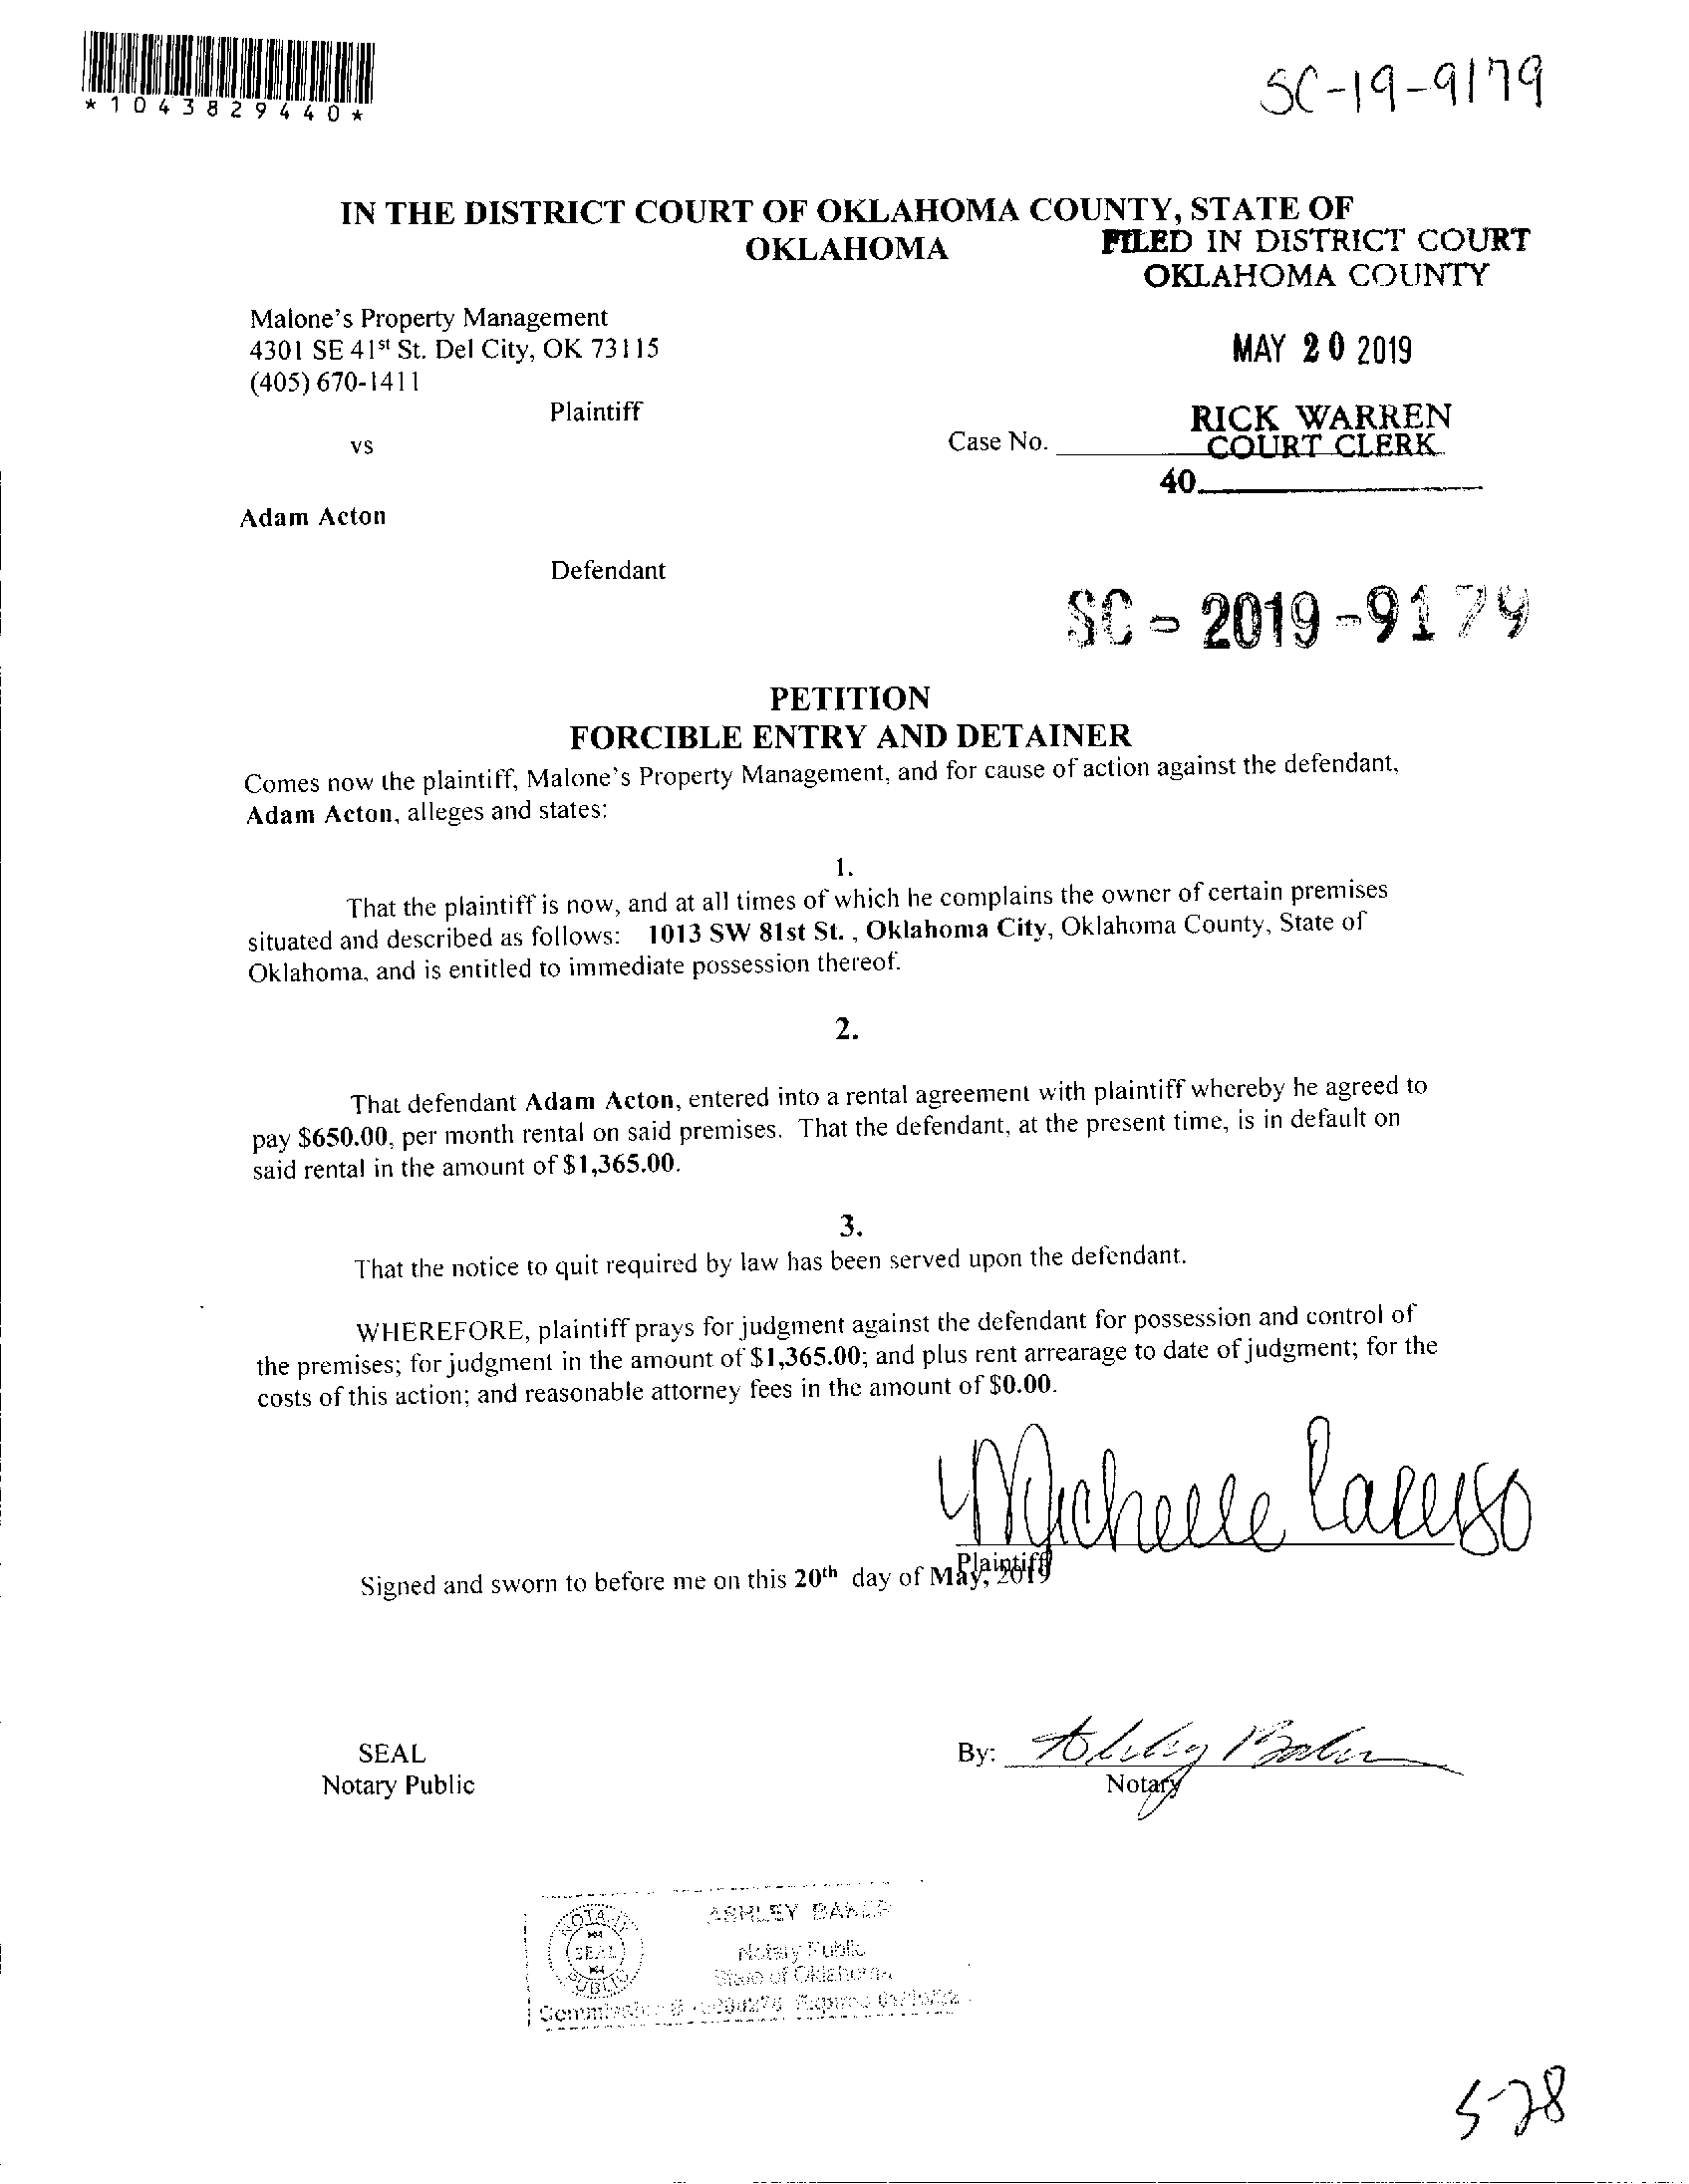 *1043829440*
SC-19-9179
IN THE DISTRICT COURT OF OKLAHOMA COUNTY, STATE OF
OKLAHOMA
FILED IN DISTRICT COURT
OKLAHOMA COUNTY
Malone's Property Management
4301 SE 41st St. Del City, OK 73115
(405) 670-1411
MAY 20 2019
Plaintiff
RICK WARREN
COURT CLERK
vs
Case No.
40
Adam Acton
Defendant
SC - 2019 - 9179
PETITION
FORCIBLE ENTRY AND DETAINER
Comes now the plaintiff, Malone's Property Management, and for cause of action against the defendant,
Adam Acton, alleges and states:
1.
That the plaintiff is now, and at all times of which he complains the owner of certain premises
situated and described as follows: 1013 SW 81st St. , Oklahoma City, Oklahoma County, State of
Oklahoma, and is entitled to immediate possession thereof.
2.
That defendant Adam Acton, entered into a rental agreement with plaintiff whereby he agreed to
pay $650.00, per month rental on said premises. That the defendant, at the present time, is in default on
said rental in the amount of $1,365.00.
3.
That the notice to quit required by law has been served upon the defendant.
WHEREFORE, plaintiff prays for judgment against the defendant for possession and control of
the premises; for judgment in the amount of $1,365.00; and plus rent arrearage to date of judgment; for the
costs of this action; and reasonable attorney fees in the amount of $0.00.
Michelle Caruso
Plaintiff
Signed and sworn to before me on this 20th day of May, 2019
SEAL
Notary Public
By: Ashley Baker
Notary
ASHLEY BAKER
NOTARY
SEAL
PUBLIC
Notary Public
State of Oklahoma
Commission # Expires
5-28